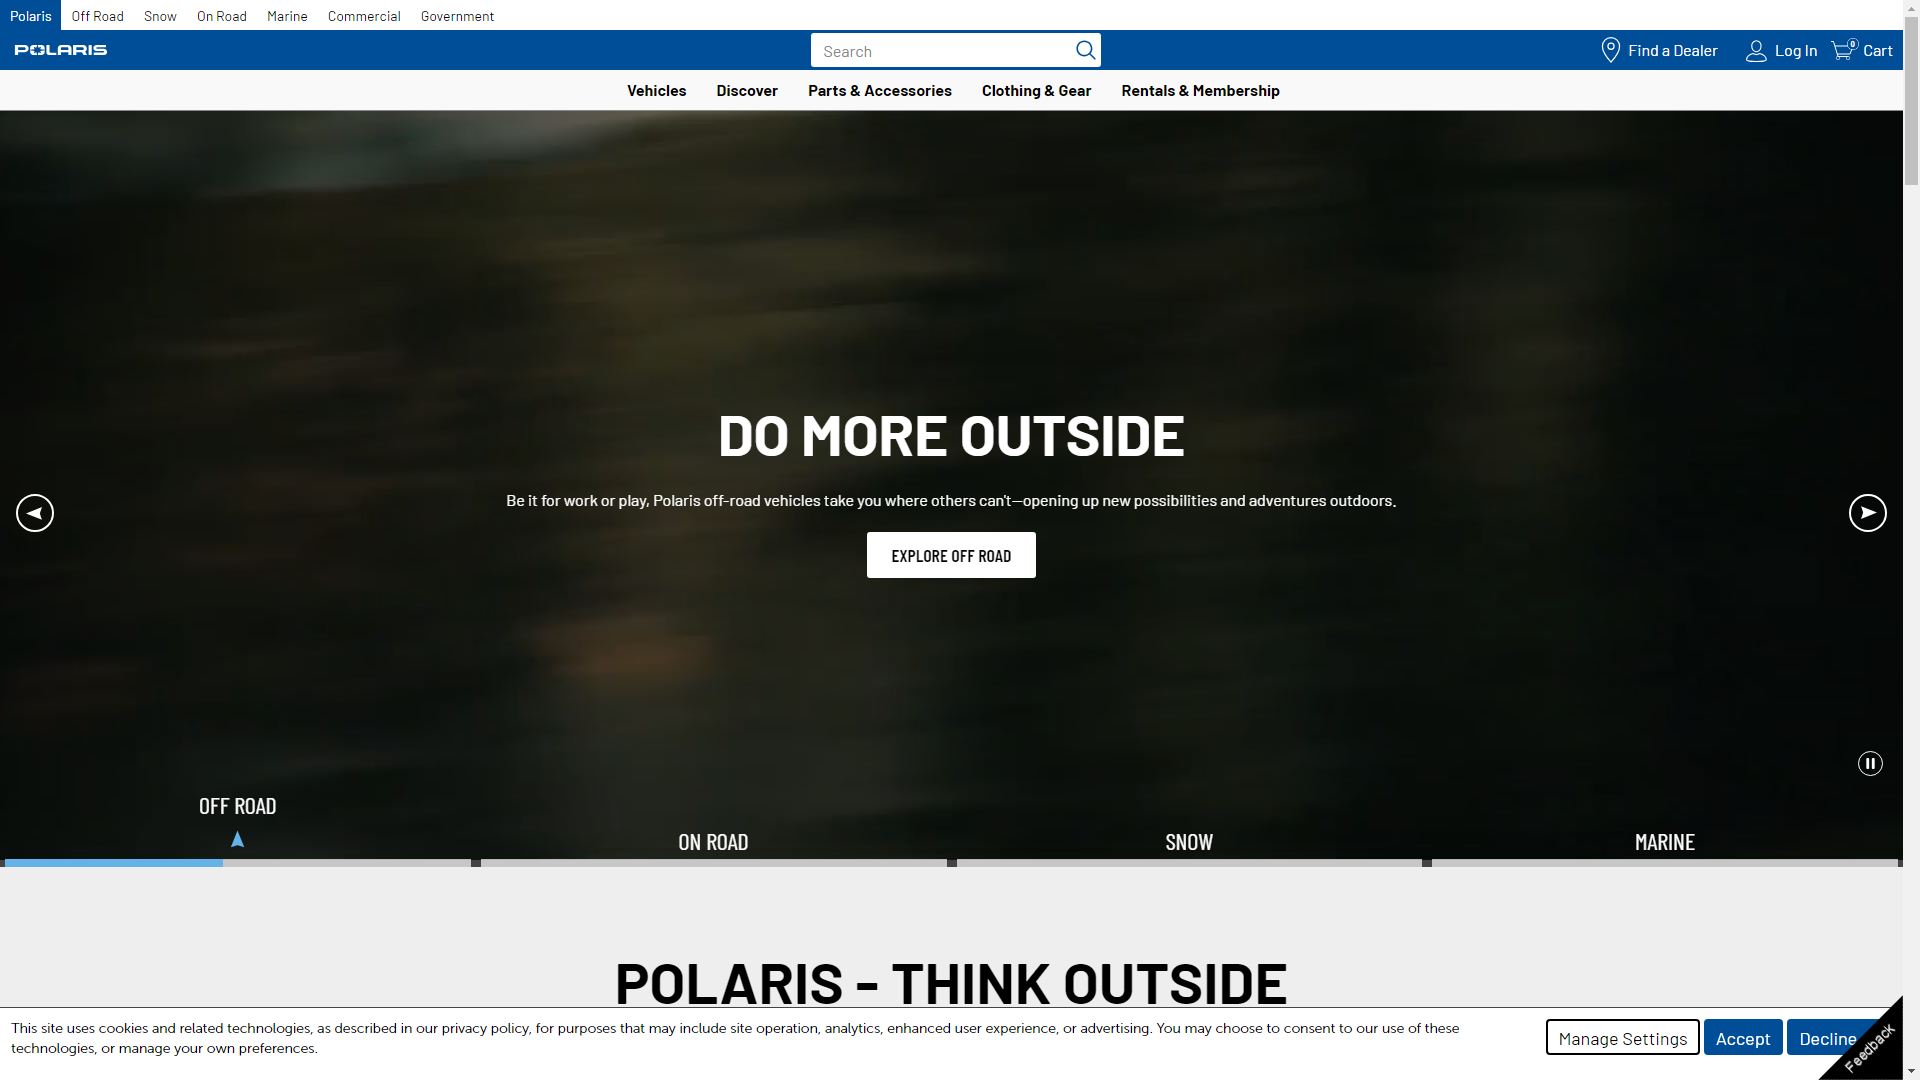 Polaris Off Road Snow On Road Marine Commercial Government
POLARIS Search Find a Dealer Log In 0 Cart
Vehicles Discover Parts & Accessories Clothing & Gear Rentals & Membership
DO MORE OUTSIDE
Be it for work or play, Polaris off-road vehicles take you where others can't—opening up new possibilities and adventures outdoors.
EXPLORE OFF ROAD
OFF ROAD
ON ROAD SNOW MARINE
POLARIS - THINK OUTSIDE
This site uses cookies and related technologies, as described in our privacy policy, for purposes that may include site operation, analytics, enhanced user experience, or advertising. You may choose to consent to our use of these
technologies, or manage your own preferences.
Manage Settings Accept Decline
Feedback